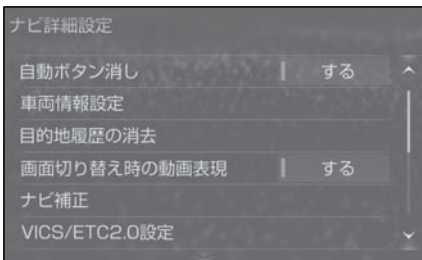 ナビ詳細設定
自動ボタン消し する
車両情報設定
目的地履歴の消去
画面切り替え時の動画表現 する
ナビ補正
VICS/ETC2.0設定